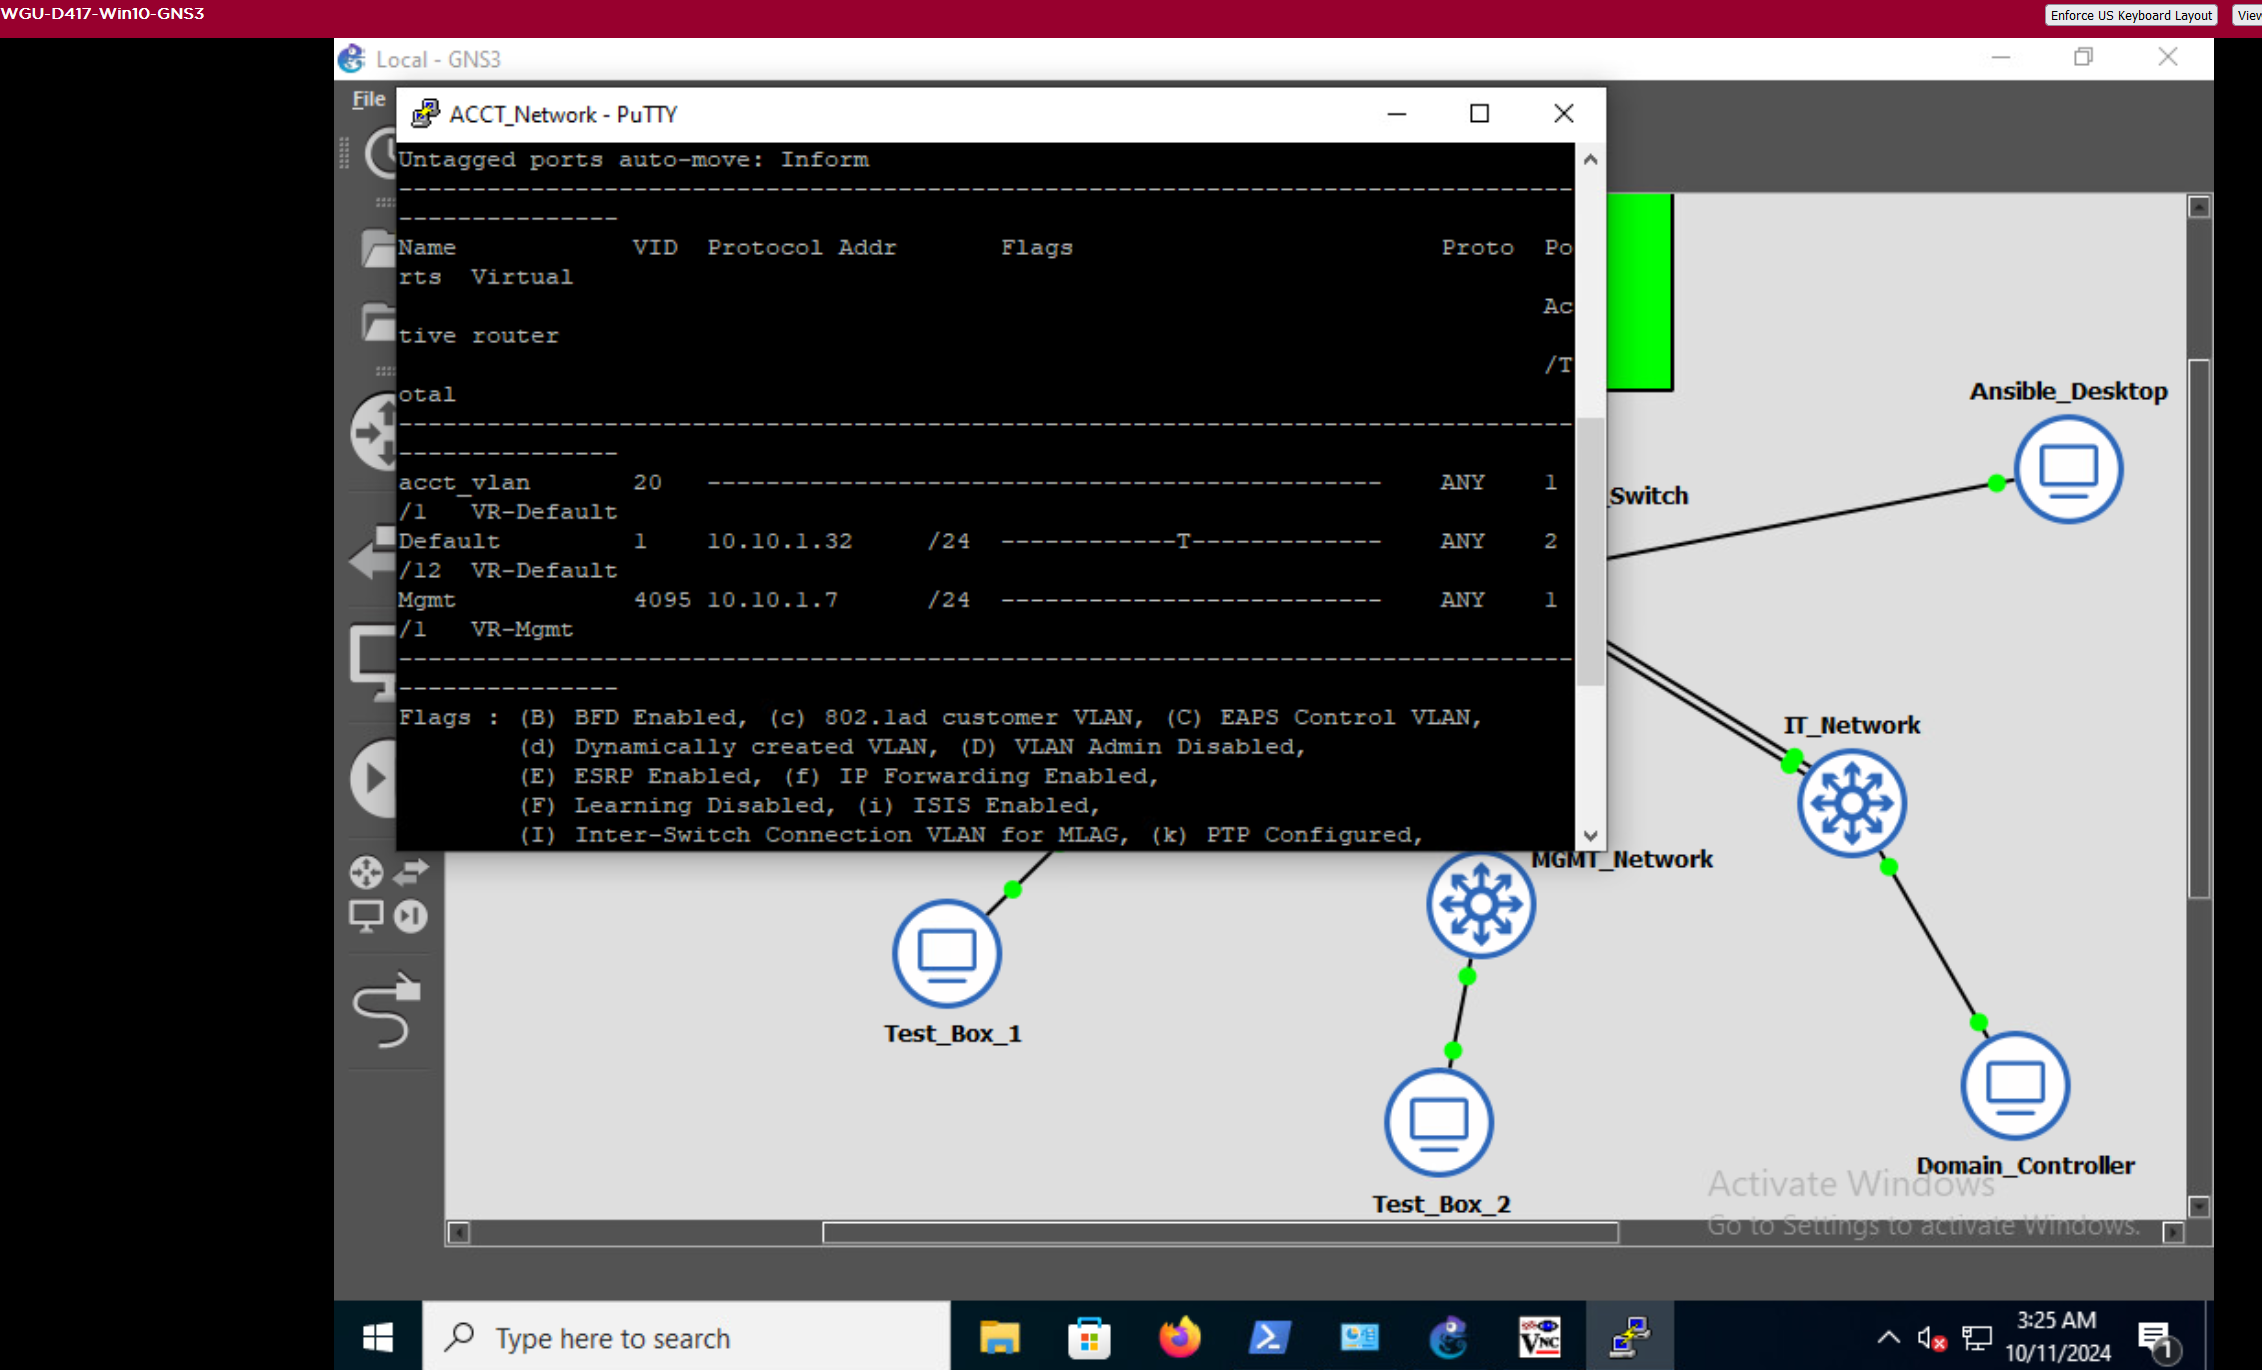 WGU-D417-Win10-GNS3
Enforce US Keyboard Layout
View
Local - GNS3
File
ACCT_Network - PuTTY
Untagged ports auto-move: Inform
--------------------------------------------------------------------------------
---------------
Name            VID  Protocol Addr       Flags                         Proto  Po
rts  Virtual
Ac
tive router
/T
otal
--------------------------------------------------------------------------------
---------------
acct_vlan       20   ----------------------------------------------    ANY    1
/1   VR-Default
Default         1    10.10.1.32     /24  ------------T-------------    ANY    2
/12  VR-Default
Mgmt            4095 10.10.1.7      /24  --------------------------    ANY    1
/1   VR-Mgmt
--------------------------------------------------------------------------------
---------------
Flags : (B) BFD Enabled, (c) 802.1ad customer VLAN, (C) EAPS Control VLAN,
(d) Dynamically created VLAN, (D) VLAN Admin Disabled,
(E) ESRP Enabled, (f) IP Forwarding Enabled,
(F) Learning Disabled, (i) ISIS Enabled,
(I) Inter-Switch Connection VLAN for MLAG, (k) PTP Configured,
Ansible_Desktop
_Switch
IT_Network
MGMT_Network
Test_Box_1
Test_Box_2
Domain_Controller
Activate Windows
Go to Settings to activate Windows.
Type here to search
VNC
3:25 AM
10/11/2024
1